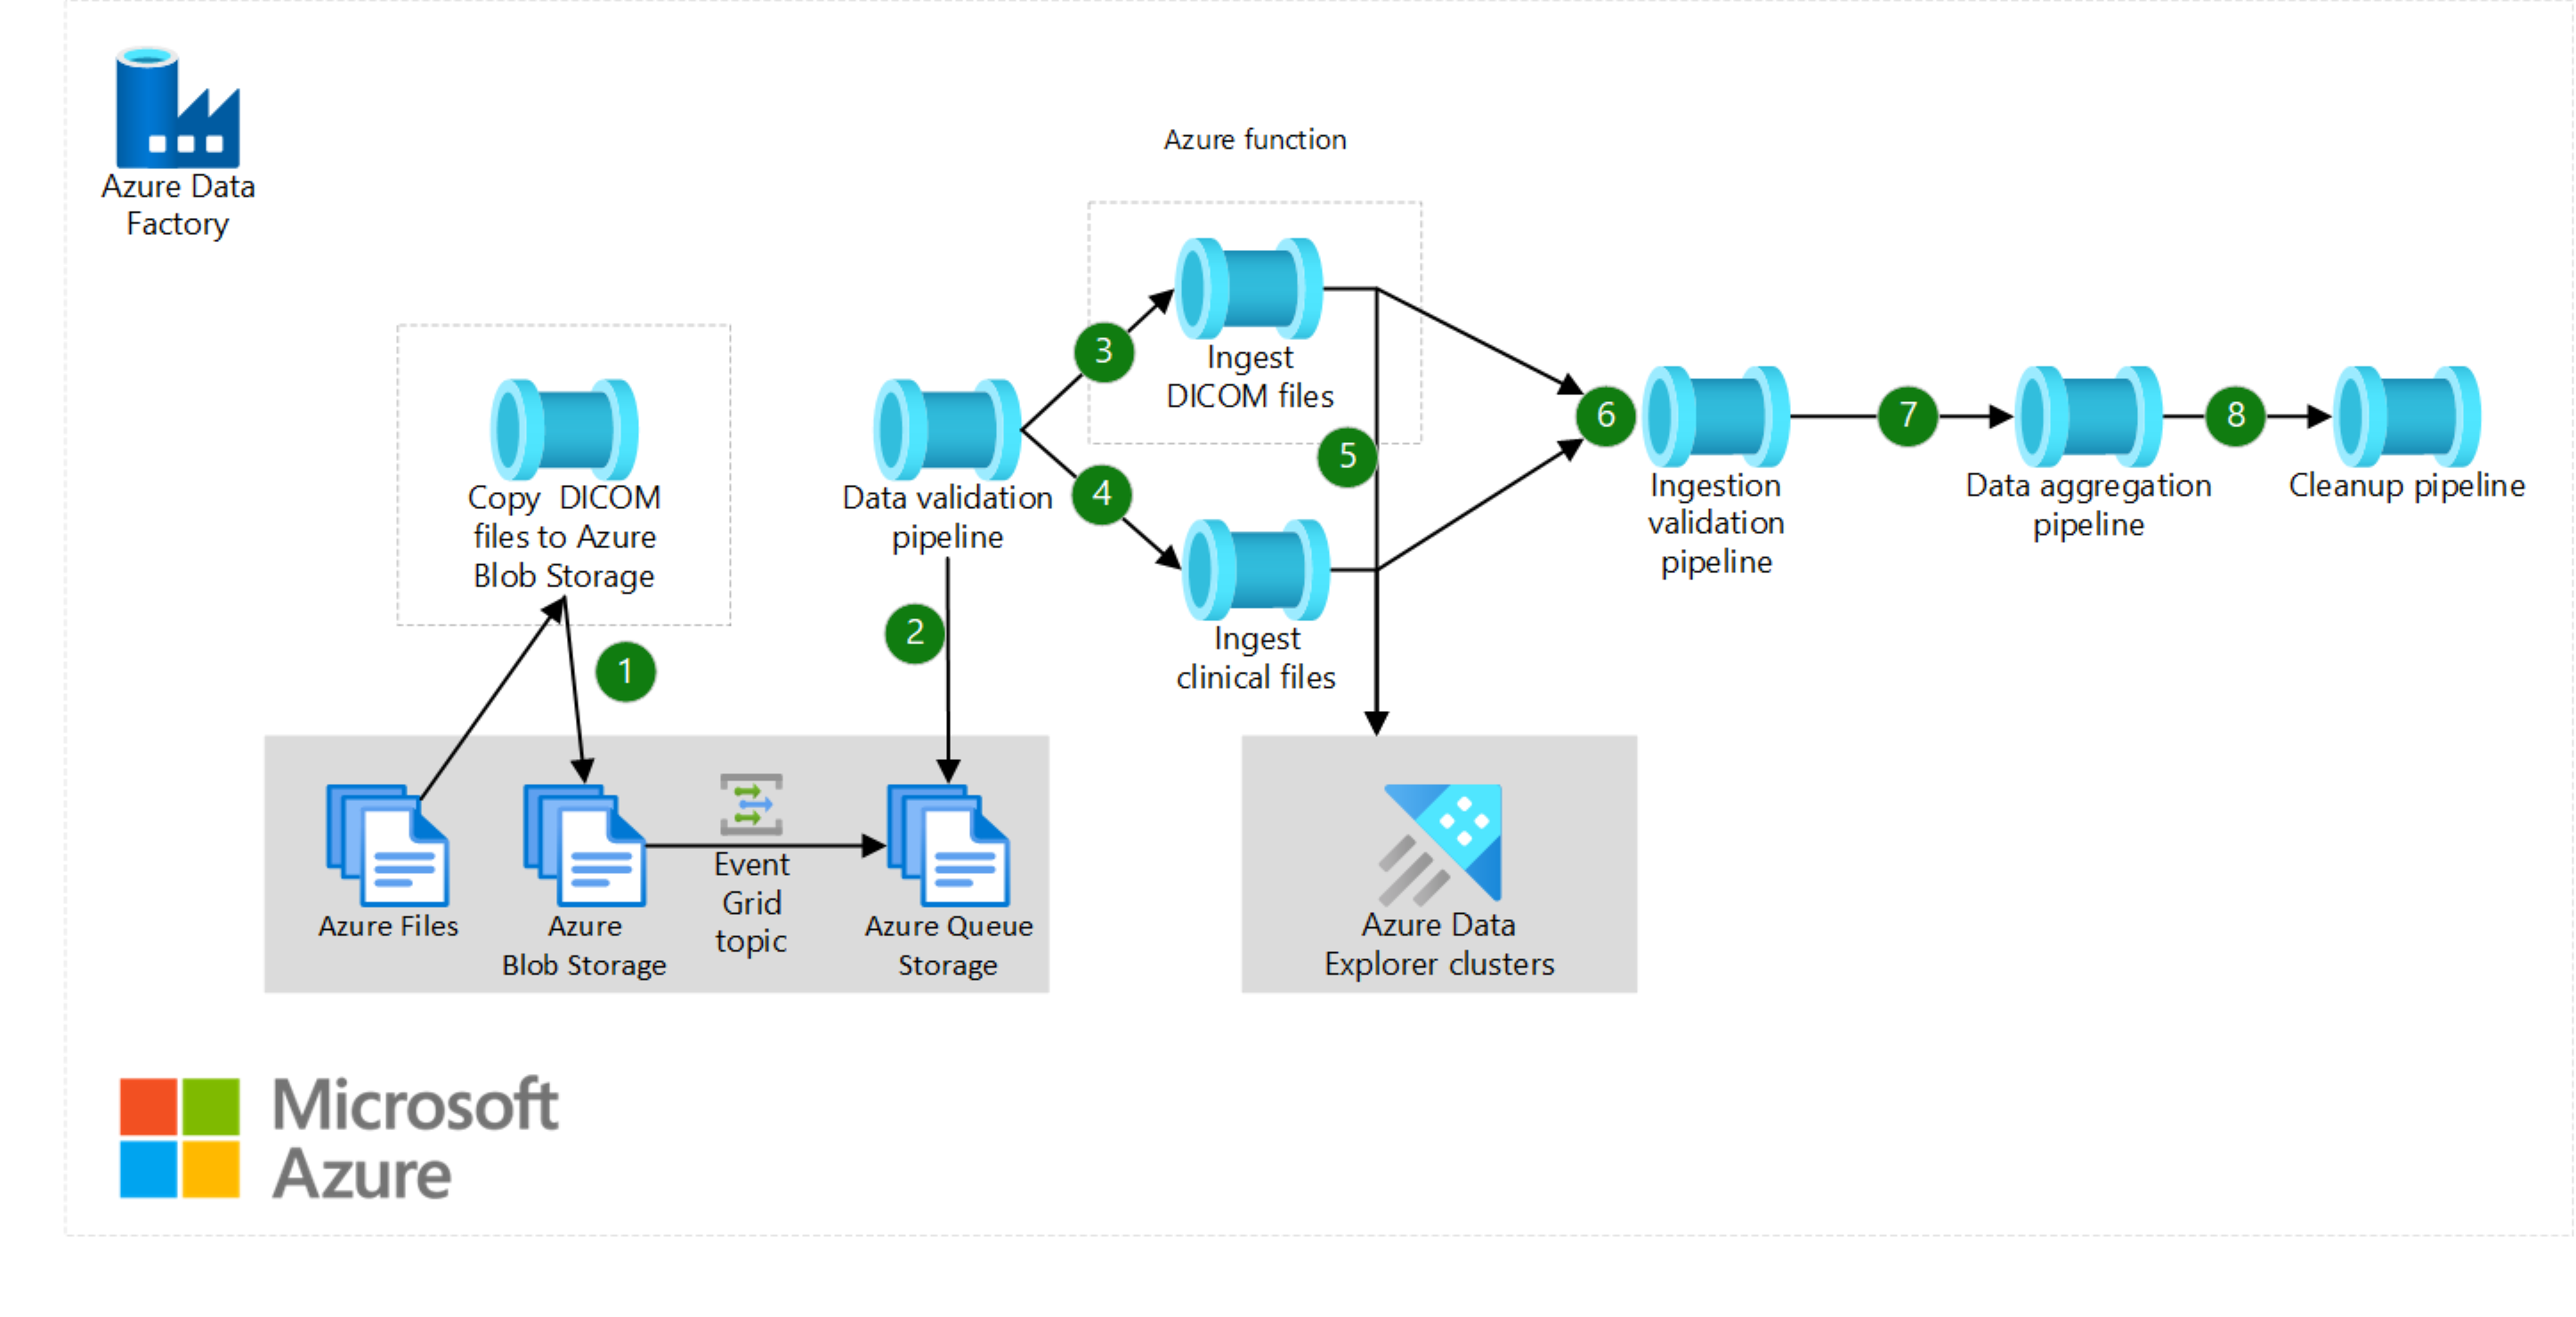 Azure Data
Factory
Azure function
Copy DICOM
files to Azure
Blob Storage
1
Data validation
pipeline
2
3
4
Ingest
DICOM files
5
Ingest
clinical files
6
Ingestion
validation
pipeline
7
Data aggregation
pipeline
8
Cleanup pipeline
Azure Files
Azure
Blob Storage
Event
Grid
topic
Azure Queue
Storage
Azure Data
Explorer clusters
Microsoft
Azure